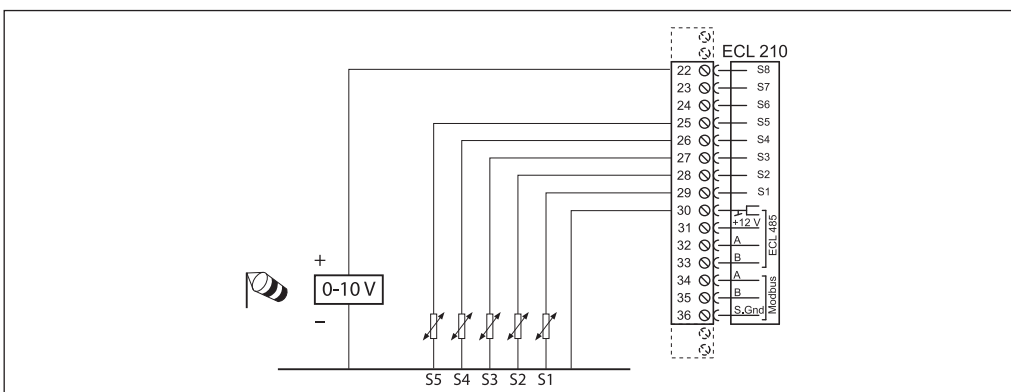 ECL 210
22 S8
23 S7
24 S6
25 S5
26 S4
27 S3
28 S2
29 S1
30
31 +12 V
32 A
33 B
ECL 485
34 A
35 B
36 S.Gnd
Modbus
+
0-10 V
−
S5 S4 S3 S2 S1